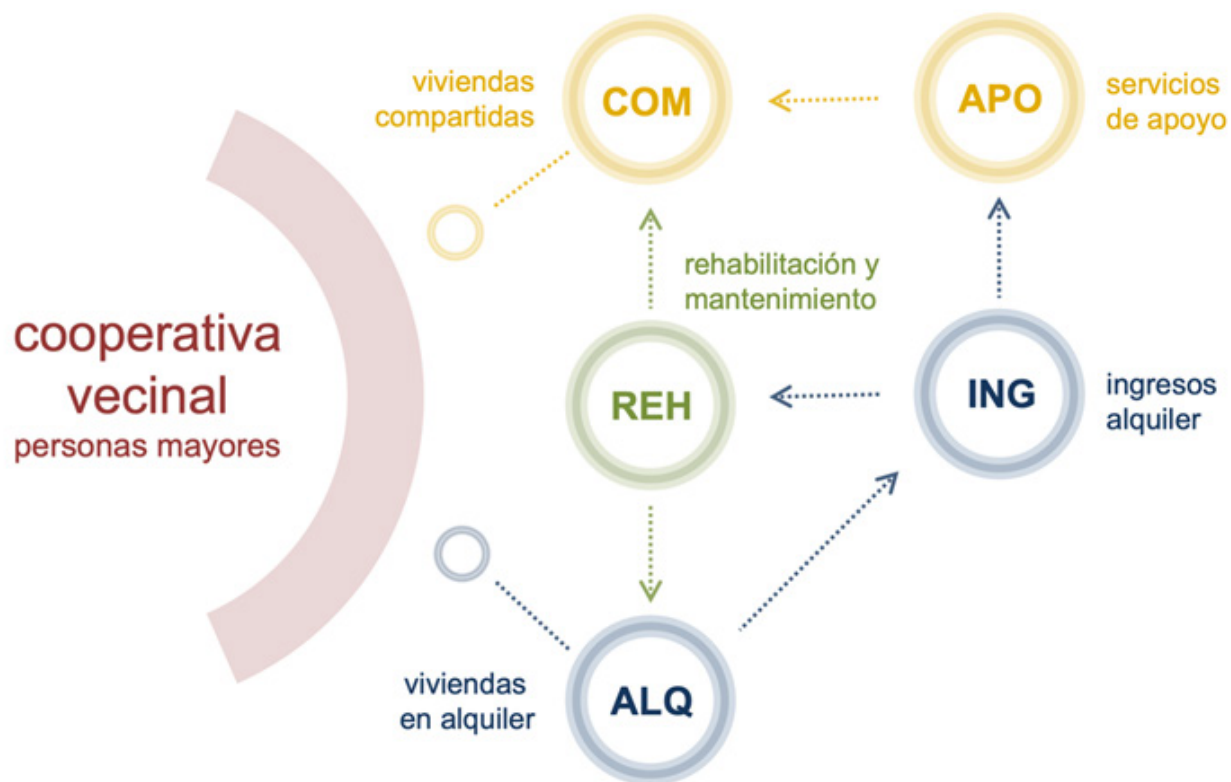 viviendas
compartidas
COM
APO
servicios
de apoyo
rehabilitación y
mantenimiento
cooperativa
vecinal
personas mayores
REH
ING
ingresos
alquiler
viviendas
en alquiler
ALQ